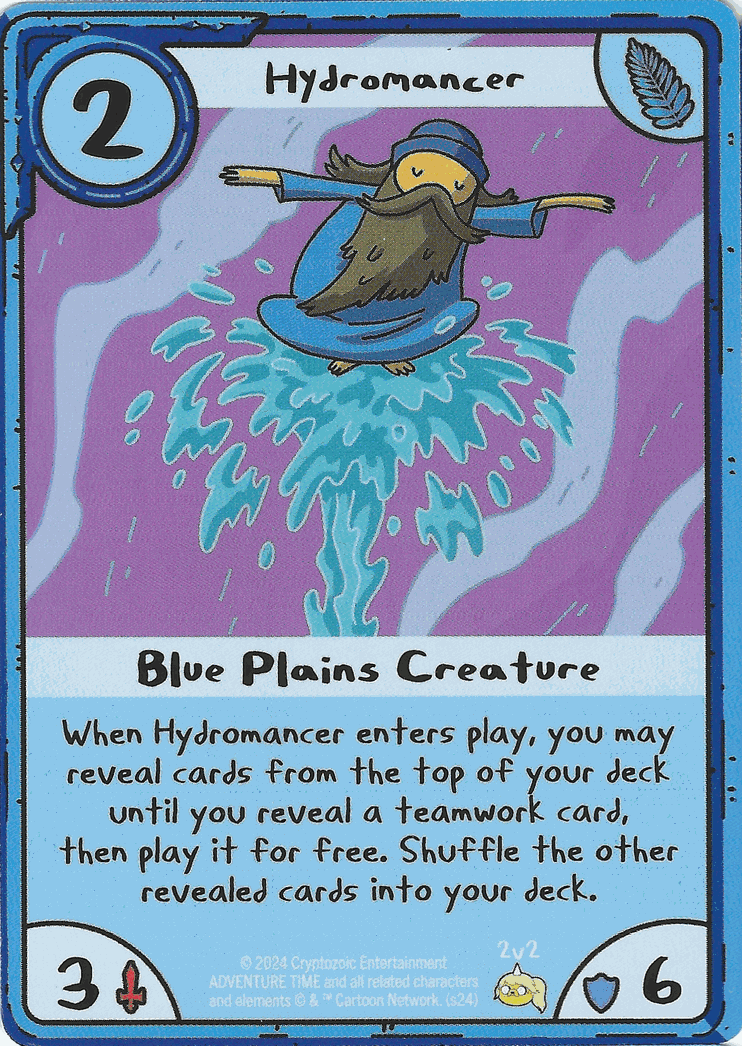 2
Hydromancer
Blue Plains Creature
When Hydromancer enters play, you may
reveal cards from the top of your deck
until you reveal a teamwork card,
then play it for free. Shuffle the other
revealed cards into your deck.
3
© 2024 Cryptozoic Entertainment
ADVENTURE TIME and all related characters
and elements © & ™ Cartoon Network. (s24)
2v2
6